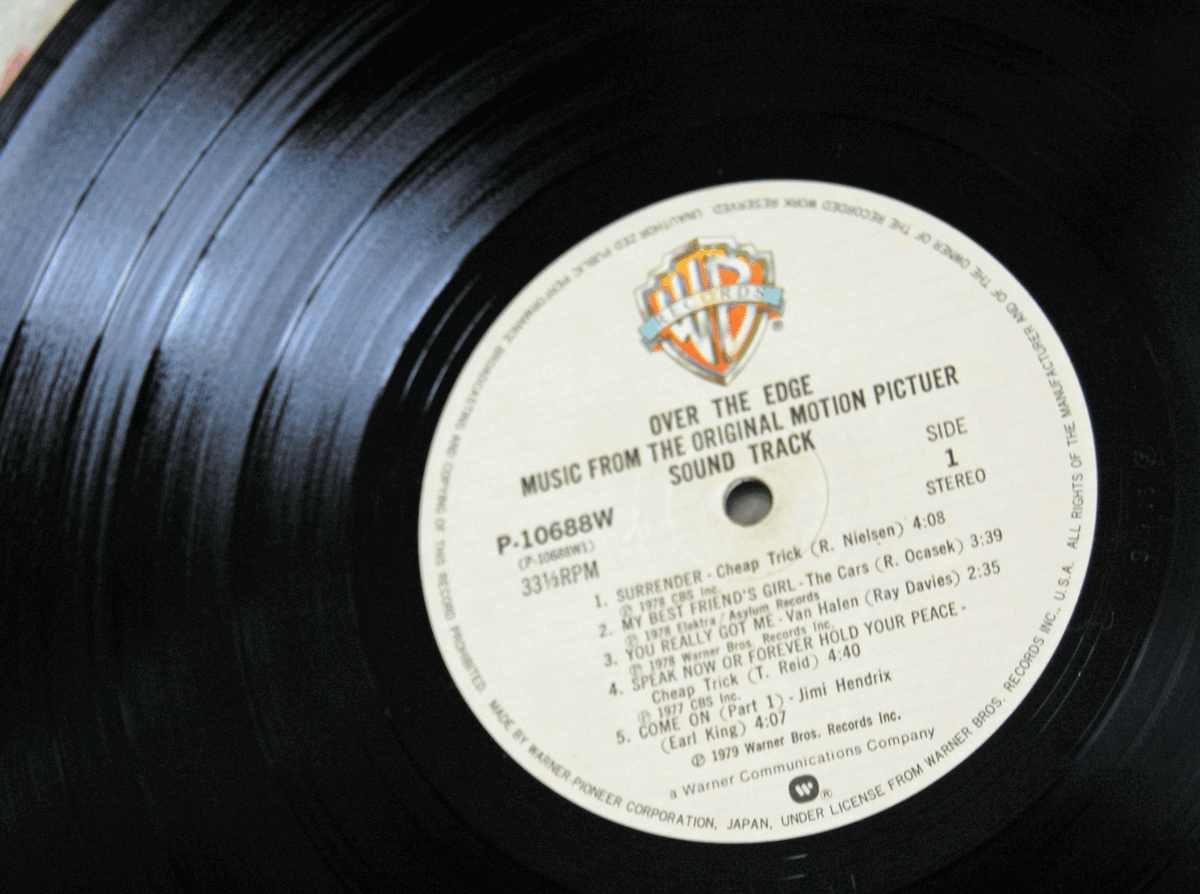 RECORDS
OVER THE EDGE
MUSIC FROM THE ORIGINAL MOTION PICTUER
SOUND TRACK
SIDE
1
STEREO
P-10688W
(P-10688W1)
33⅓RPM
1. SURRENDER - Cheap Trick (R. Nielsen) 4:08
℗ 1978 CBS Inc.
2. MY BEST FRIEND'S GIRL - The Cars (R. Ocasek) 3:39
℗ 1978 Elektra / Asylum Records
3. YOU REALLY GOT ME - Van Halen (Ray Davies) 2:35
℗ 1978 Warner Bros. Records Inc.
4. SPEAK NOW OR FOREVER HOLD YOUR PEACE -
Cheap Trick (T. Reid) 4:40
℗ 1977 CBS Inc.
5. COME ON (Part 1) - Jimi Hendrix
(Earl King) 4:07
℗ 1979 Warner Bros. Records Inc.
a Warner Communications Company
MADE BY WARNER-PIONEER CORPORATION, JAPAN, UNDER LICENSE FROM WARNER BROS. RECORDS INC., U.S.A. ALL RIGHTS OF THE MANUFACTURER AND OF THE OWNER OF THE RECORDED WORK RESERVED. UNAUTHORIZED PUBLIC PERFORMANCE BROADCASTING AND COPYING OF THIS RECORD PROHIBITED.